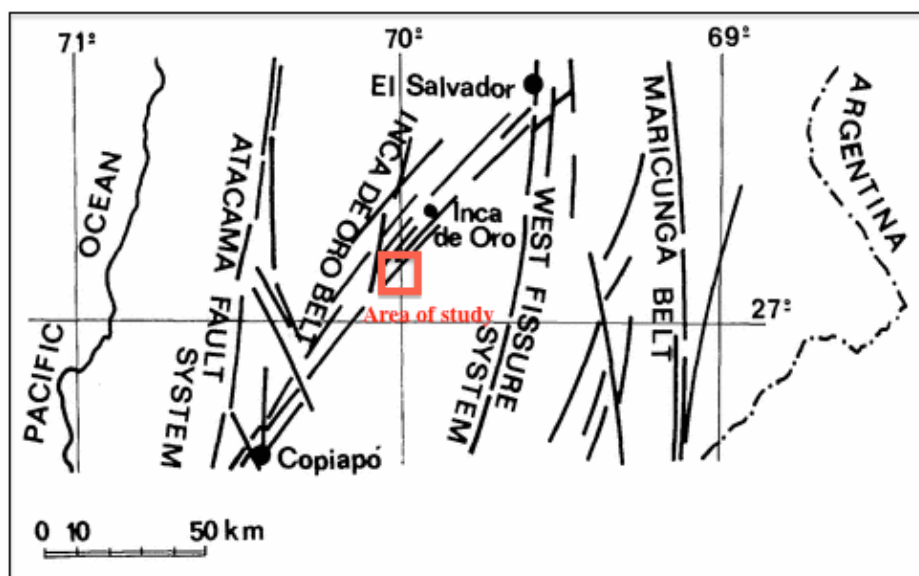 71º
70º
69º
El Salvador
ARGENTINA
MARICUNGA BELT
INCA DE ORO BELT
ATACAMA FAULT SYSTEM
PACIFIC OCEAN
Inca
de Oro
WEST FISSURE SYSTEM
Area of study
27º
Copiapó
0 10 50 km